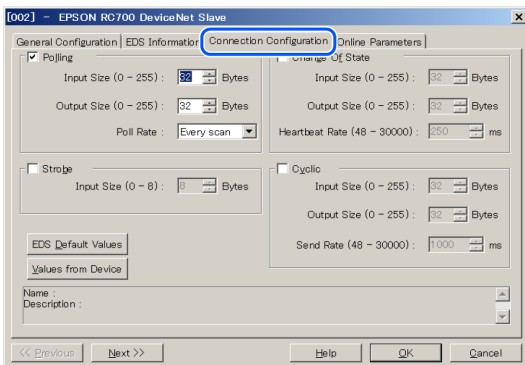 [002] - EPSON RC700 DeviceNet Slave
General Configuration EDS Information Connection Configuration Online Parameters
Polling
Input Size (0 - 255) : 32 Bytes
Output Size (0 - 255) : 32 Bytes
Poll Rate : Every scan
Change Of State
Input Size (0 - 255) : 32 Bytes
Output Size (0 - 255) : 32 Bytes
Heartbeat Rate (48 - 30000) : 250 ms
Strobe
Input Size (0 - 8) : 8 Bytes
Cyclic
Input Size (0 - 255) : 32 Bytes
Output Size (0 - 255) : 32 Bytes
Send Rate (48 - 30000) : 1000 ms
EDS Default Values
Values from Device
Name :
Description :
<< Previous Next >> Help OK Cancel